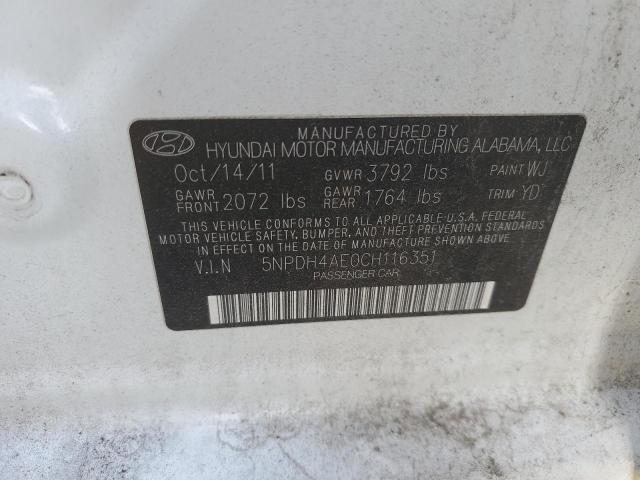 MANUFACTURED BY
HYUNDAI MOTOR MANUFACTURING ALABAMA, LLC
Oct/14/11 GVWR 3792 lbs PAINT WJ
GAWR FRONT 2072 lbs GAWR REAR 1764 lbs TRIM YD
THIS VEHICLE CONFORMS TO ALL APPLICABLE U.S.A. FEDERAL
MOTOR VEHICLE SAFETY, BUMPER, AND THEFT PREVENTION STANDARDS
IN EFFECT ON THE DATE OF MANUFACTURE SHOWN ABOVE.
V.I.N 5NPDH4AE0CH116351
PASSENGER CAR